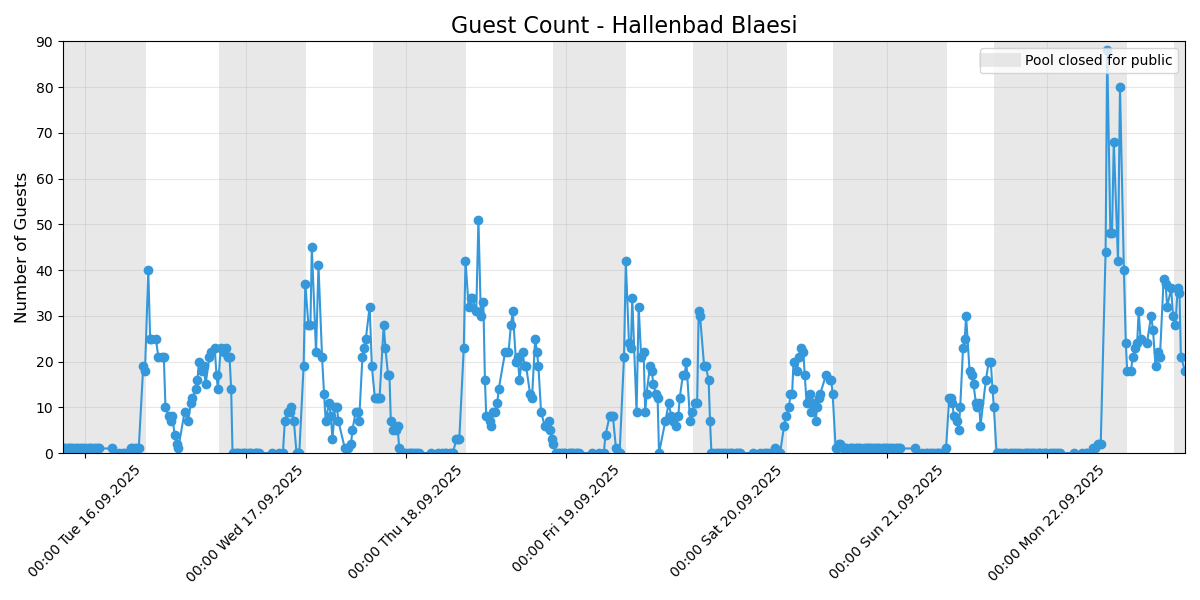 Guest Count - Hallenbad Blaesi
Pool closed for public
Number of Guests
90
80
70
60
50
40
30
20
10
0
00:00 Tue 16.09.2025
00:00 Wed 17.09.2025
00:00 Thu 18.09.2025
00:00 Fri 19.09.2025
00:00 Sat 20.09.2025
00:00 Sun 21.09.2025
00:00 Mon 22.09.2025